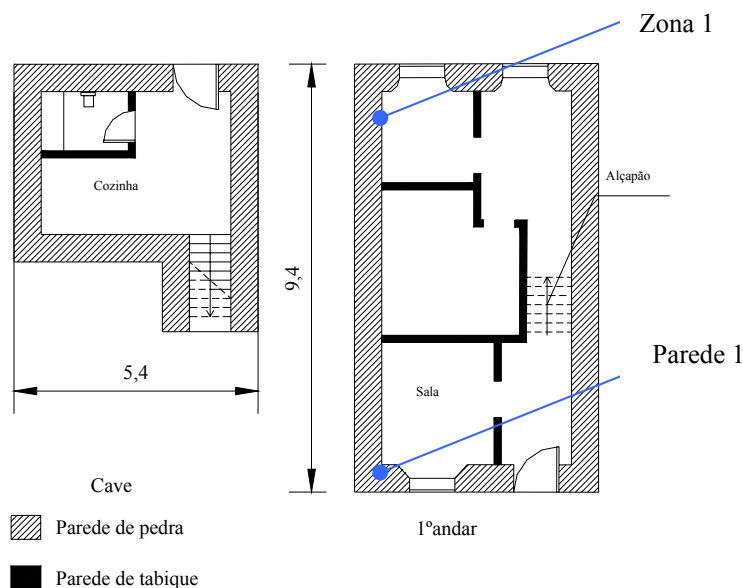 Zona 1
Cozinha
Alçapão
9,4
Parede 1
5,4
Sala
Cave
Parede de pedra
1ºandar
Parede de tabique